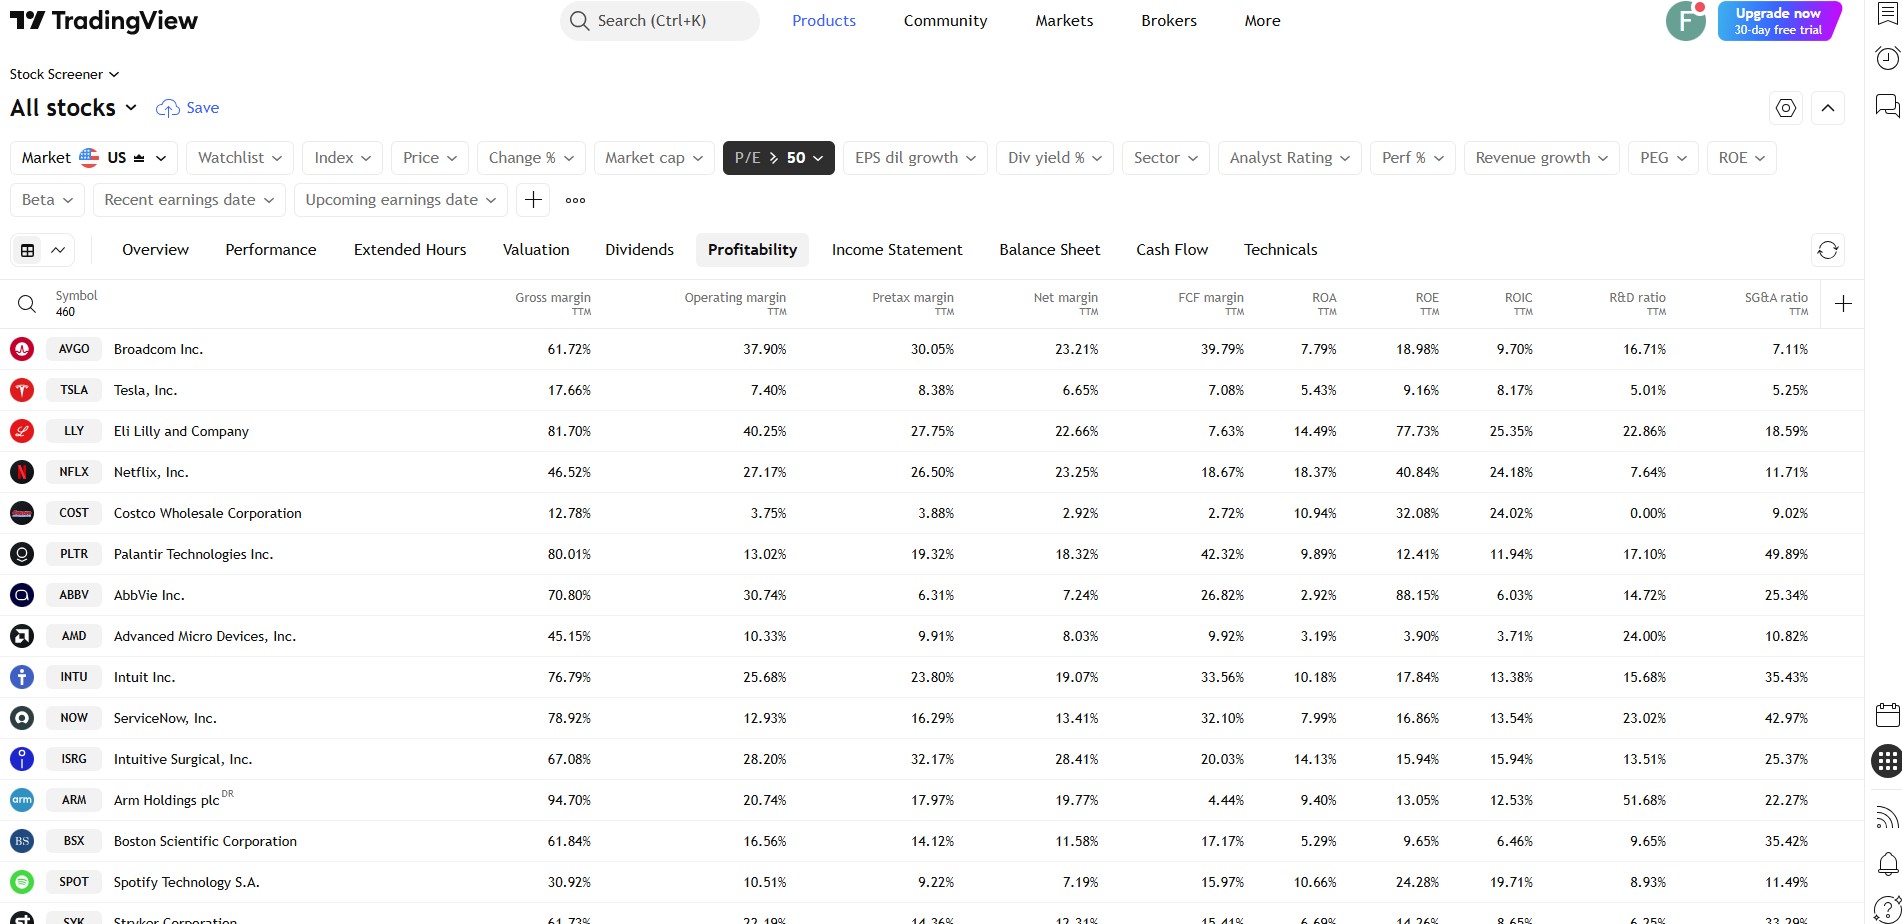 TradingView
Search (Ctrl+K)
Products Community Markets Brokers More
F
Upgrade now
30-day free trial
Stock Screener
All stocks Save
Market US Watchlist Index Price Change % Market cap P/E ≥ 50 EPS dil growth Div yield % Sector Analyst Rating Perf % Revenue growth PEG ROE
Beta Recent earnings date Upcoming earnings date
Overview Performance Extended Hours Valuation Dividends Profitability Income Statement Balance Sheet Cash Flow Technicals
Symbol Gross margin Operating margin Pretax margin Net margin FCF margin ROA ROE ROIC R&D ratio SG&A ratio
460 TTM TTM TTM TTM TTM TTM TTM TTM TTM TTM
AVGO Broadcom Inc. 61.72% 37.90% 30.05% 23.21% 39.79% 7.79% 18.98% 9.70% 16.71% 7.11%
TSLA Tesla, Inc. 17.66% 7.40% 8.38% 6.65% 7.08% 5.43% 9.16% 8.17% 5.01% 5.25%
LLY Eli Lilly and Company 81.70% 40.25% 27.75% 22.66% 7.63% 14.49% 77.73% 25.35% 22.86% 18.59%
N NFLX Netflix, Inc. 46.52% 27.17% 26.50% 23.25% 18.67% 18.37% 40.84% 24.18% 7.64% 11.71%
COST Costco Wholesale Corporation 12.78% 3.75% 3.88% 2.92% 2.72% 10.94% 32.08% 24.02% 0.00% 9.02%
PLTR Palantir Technologies Inc. 80.01% 13.02% 19.32% 18.32% 42.32% 9.89% 12.41% 11.94% 17.10% 49.89%
ABBV AbbVie Inc. 70.80% 30.74% 6.31% 7.24% 26.82% 2.92% 88.15% 6.03% 14.72% 25.34%
AMD Advanced Micro Devices, Inc. 45.15% 10.33% 9.91% 8.03% 9.92% 3.19% 3.90% 3.71% 24.00% 10.82%
INTU Intuit Inc. 76.79% 25.68% 23.80% 19.07% 33.56% 10.18% 17.84% 13.38% 15.68% 35.43%
NOW ServiceNow, Inc. 78.92% 12.93% 16.29% 13.41% 32.10% 7.99% 16.86% 13.54% 23.02% 42.97%
ISRG Intuitive Surgical, Inc. 67.08% 28.20% 32.17% 28.41% 20.03% 14.13% 15.94% 15.94% 13.51% 25.37%
arm ARM Arm Holdings plc DR 94.70% 20.74% 17.97% 19.77% 4.44% 9.40% 13.05% 12.53% 51.68% 22.27%
BS BSX Boston Scientific Corporation 61.84% 16.56% 14.12% 11.58% 17.17% 5.29% 9.65% 6.46% 9.65% 35.42%
SPOT Spotify Technology S.A. 30.92% 10.51% 9.22% 7.19% 15.97% 10.66% 24.28% 19.71% 8.93% 11.49%
SYK Stryker Corporation 61.73% 22.19% 14.36% 12.31% 15.41% 6.69% 14.26% 8.65% 6.25% 33.29%